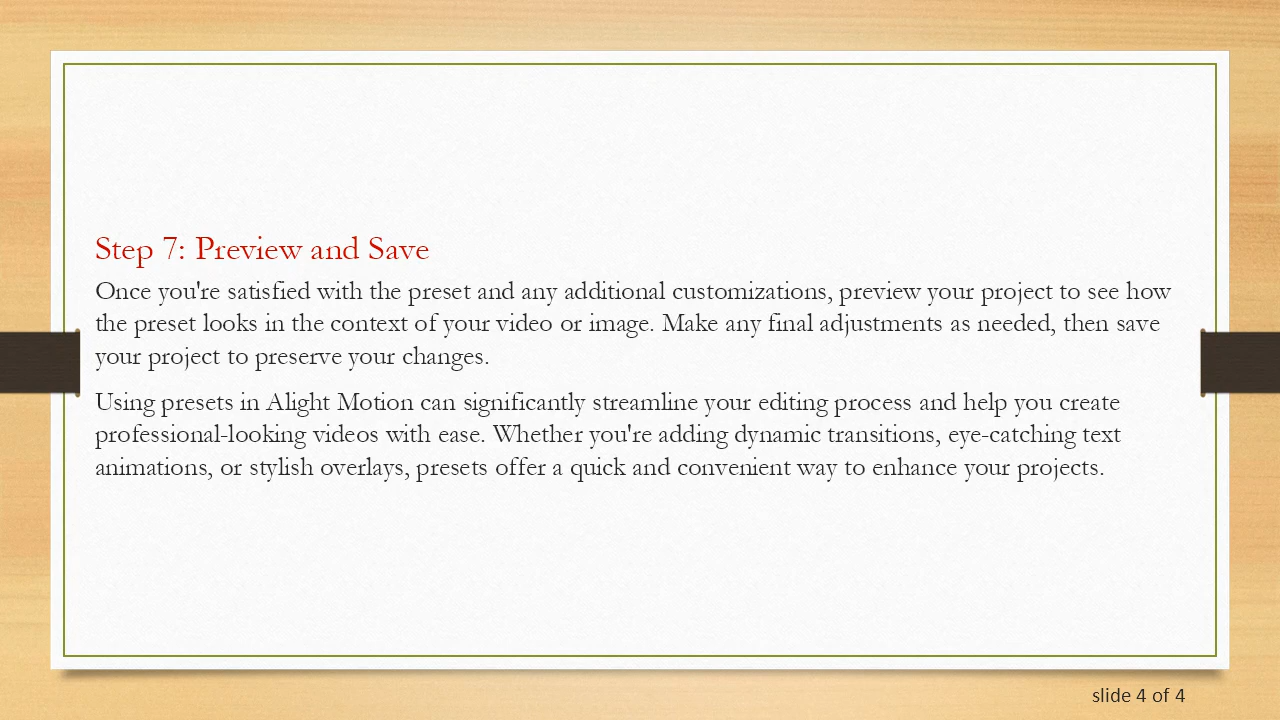 Step 7: Preview and Save
Once you're satisfied with the preset and any additional customizations, preview your project to see how
the preset looks in the context of your video or image. Make any final adjustments as needed, then save
your project to preserve your changes.
Using presets in Alight Motion can significantly streamline your editing process and help you create
professional-looking videos with ease. Whether you're adding dynamic transitions, eye-catching text
animations, or stylish overlays, presets offer a quick and convenient way to enhance your projects.
slide 4 of 4